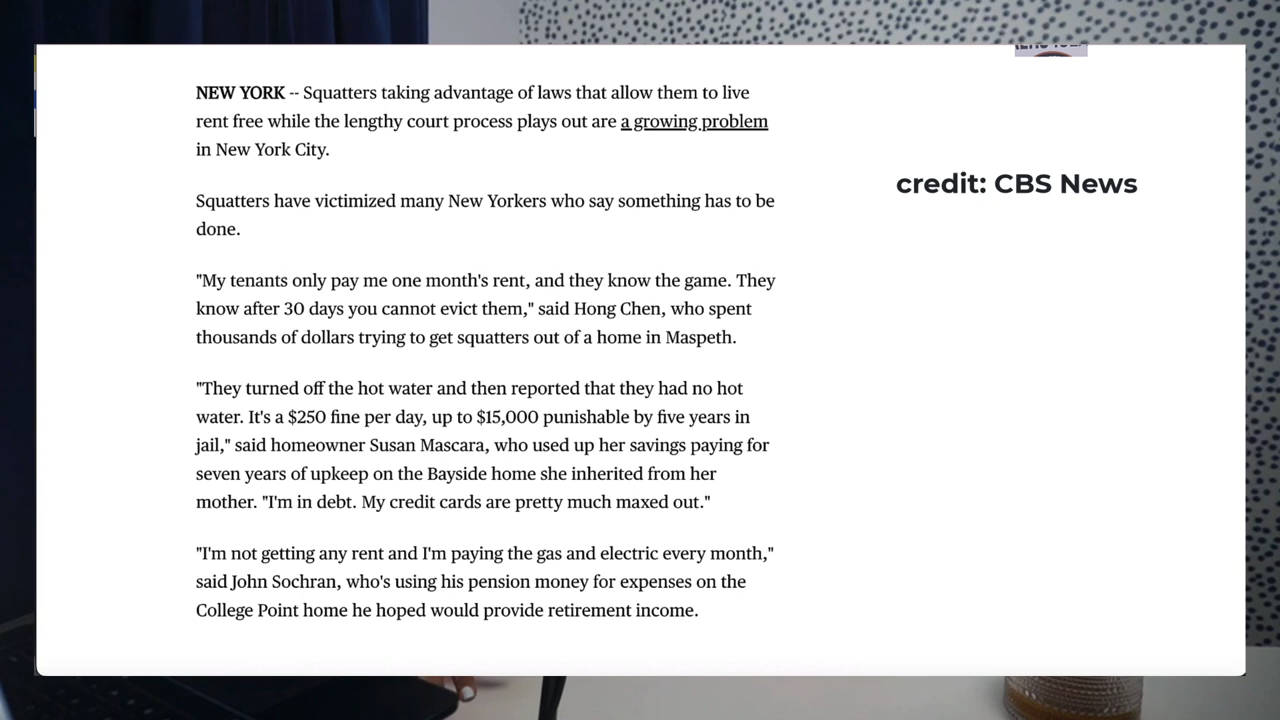 NEW YORK -- Squatters taking advantage of laws that allow them to live
rent free while the lengthy court process plays out are a growing problem
in New York City.
credit: CBS News
Squatters have victimized many New Yorkers who say something has to be
done.
"My tenants only pay me one month's rent, and they know the game. They
know after 30 days you cannot evict them," said Hong Chen, who spent
thousands of dollars trying to get squatters out of a home in Maspeth.
"They turned off the hot water and then reported that they had no hot
water. It's a $250 fine per day, up to $15,000 punishable by five years in
jail," said homeowner Susan Mascara, who used up her savings paying for
seven years of upkeep on the Bayside home she inherited from her
mother. "I'm in debt. My credit cards are pretty much maxed out."
"I'm not getting any rent and I'm paying the gas and electric every month,"
said John Sochran, who's using his pension money for expenses on the
College Point home he hoped would provide retirement income.